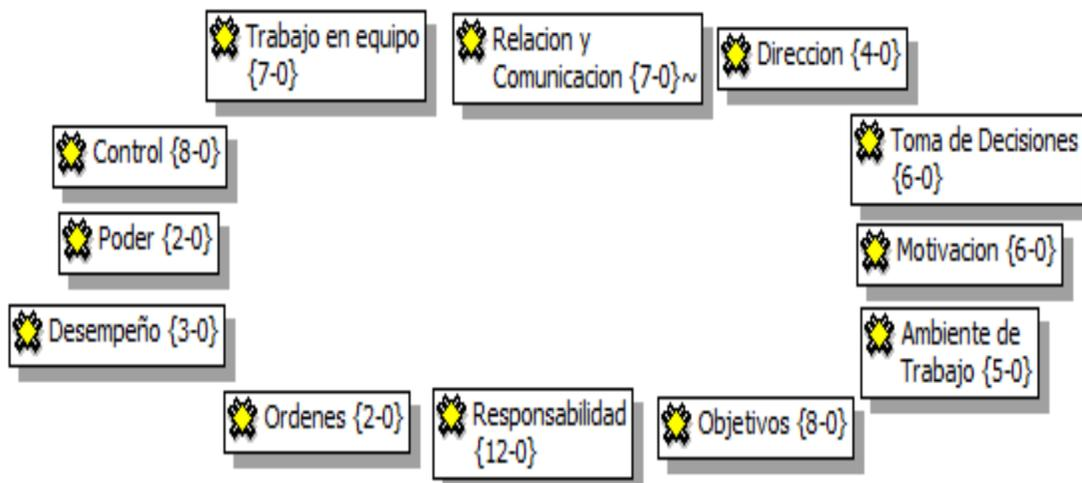 Trabajo en equipo
{7-0}
Relacion y
Comunicacion {7-0}~
Direccion {4-0}
Control {8-0}
Toma de Decisiones
{6-0}
Poder {2-0}
Motivacion {6-0}
Desempeño {3-0}
Ambiente de
Trabajo {5-0}
Ordenes {2-0}
Responsabilidad
{12-0}
Objetivos {8-0}